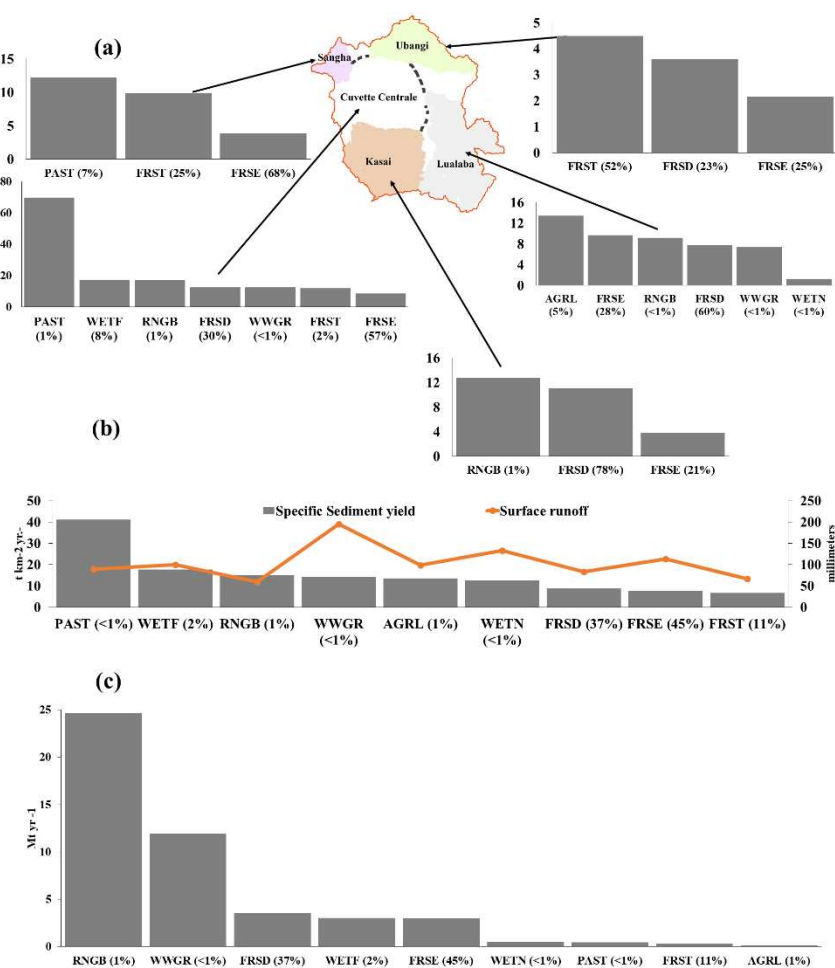 (a)
Sangha
Ubangi
Cuvette Centrale
Kasai
Lualaba
15
10
5
0
PAST (7%) FRST (25%) FRSE (68%)
5
4
3
2
1
0
FRST (52%) FRSD (23%) FRSE (25%)
80
60
40
20
0
PAST WETF RNGB FRSD WWGR FRST FRSE
(1%) (8%) (1%) (30%) (<1%) (2%) (57%)
16
12
8
4
0
AGRL FRSE RNGB FRSD WWGR WETN
(5%) (28%) (<1%) (60%) (<1%) (<1%)
16
12
8
4
0
RNGB (1%) FRSD (78%) FRSE (21%)
(b)
Specific Sediment yield Surface runoff
t km-2 yr.-
50
40
30
20
10
0
250
200
150
100
50
0
millimeters
PAST (<1%) WETF (2%) RNGB (1%) WWGR AGRL (1%) WETN FRSD (37%) FRSE (45%) FRST (11%)
(<1%) (<1%)
(c)
Mt yr -1
25
20
15
10
5
0
RNGB (1%) WWGR (<1%) FRSD (37%) WETF (2%) FRSE (45%) WETN (<1%) PAST (<1%) FRST (11%) AGRL (1%)